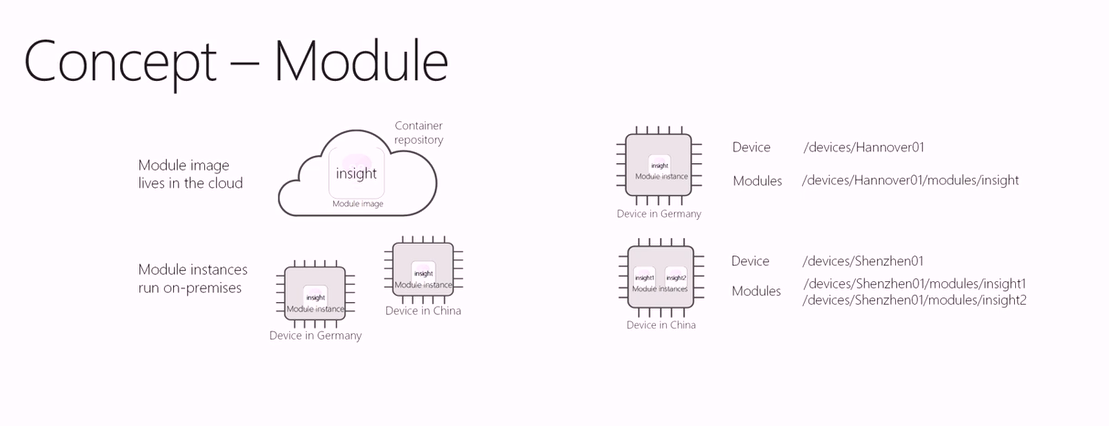 Concept – Module
Container
repository
Module image
lives in the cloud
insight
Module image
Module instances
run on-premises
insight
Module instance
Device in China
insight
Module instance
Device in Germany
insight
Module instance
Device in Germany
Device /devices/Hannover01
Modules /devices/Hannover01/modules/insight
insight1 insight2
Module instances
Device in China
Device /devices/Shenzhen01
Modules /devices/Shenzhen01/modules/insight1
/devices/Shenzhen01/modules/insight2